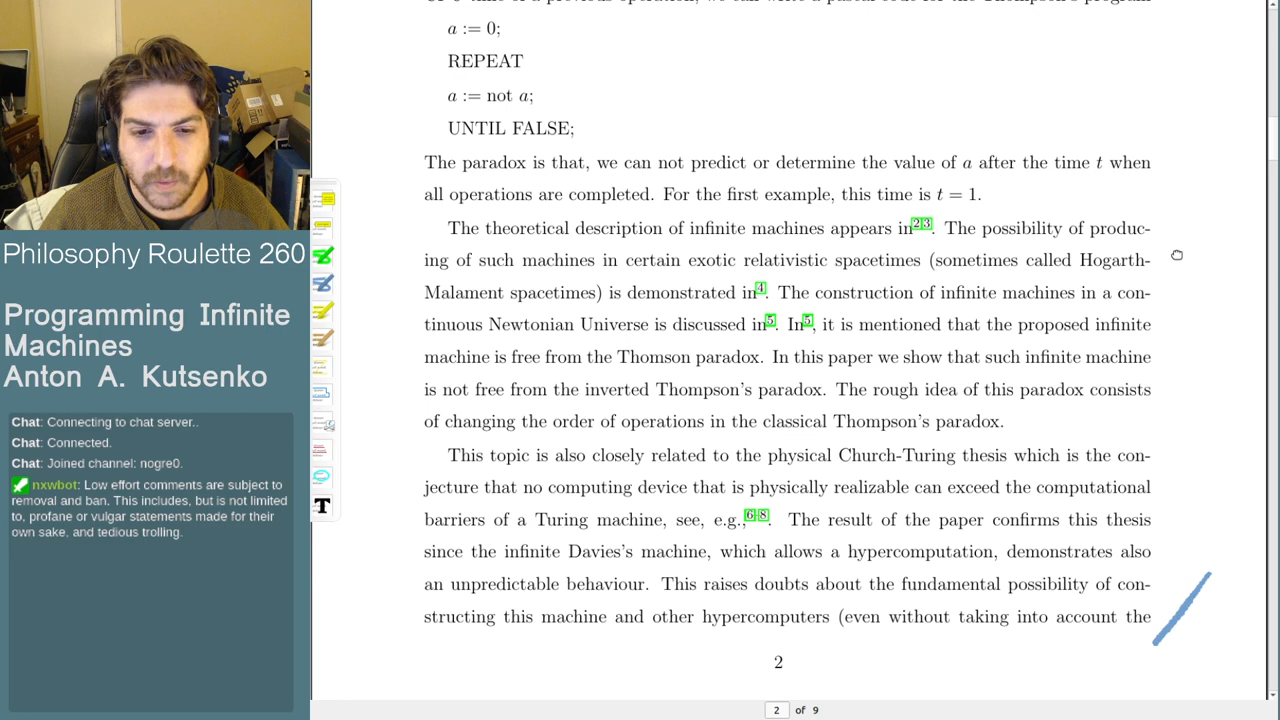 a := 0;
REPEAT
a := not a;
UNTIL FALSE;
The paradox is that, we can not predict or determine the value of a after the time t when
all operations are completed. For the first example, this time is t = 1.
The theoretical description of infinite machines appears in 2 3. The possibility of produc-
ing of such machines in certain exotic relativistic spacetimes (sometimes called Hogarth-
Malament spacetimes) is demonstrated in 4. The construction of infinite machines in a con-
tinuous Newtonian Universe is discussed in 5. In 5, it is mentioned that the proposed infinite
machine is free from the Thomson paradox. In this paper we show that such infinite machine
is not free from the inverted Thompson paradox. The rough idea of this paradox consists
of changing the order of operations in the classical Thompson's paradox.
This topic is also closely related to the physical Church-Turing thesis which is the con-
jecture that no computing device that is physically realizable can exceed the computational
barriers of a Turing machine, see, e.g., 6 8. The result of the paper confirms this thesis
since the infinite Davies's machine, which allows a hypercomputation, demonstrates also
an unpredictable behaviour. This raises doubts about the fundamental possibility of con-
structing this machine and other hypercomputers (even without taking into account the
2
2 of 9
T
Philosophy Roulette 260
Programming Infinite
Machines
Anton A. Kutsenko
Chat: Connecting to chat server..
Chat: Connected.
Chat: Joined channel: nogre0.
nxwbot: Low effort comments are subject to
removal and ban. This includes, but is not limited
to, profane or vulgar statements made for their
own sake, and tedious trolling.